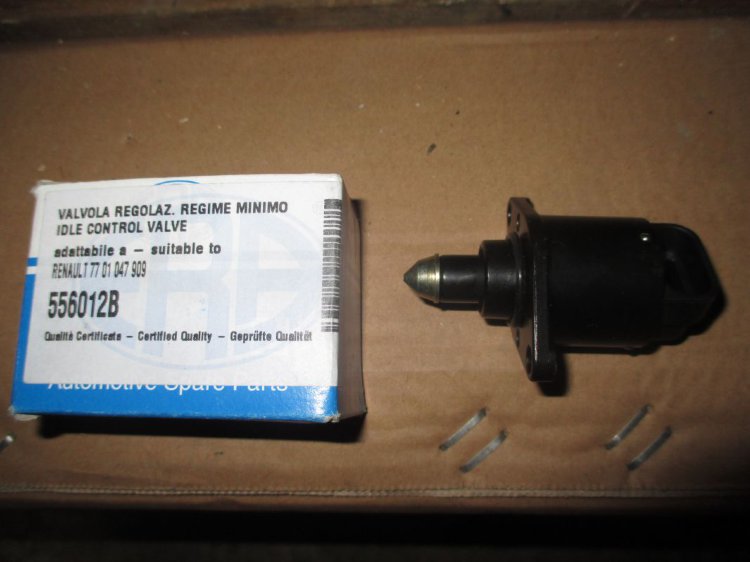 VALVOLA REGOLAZ. REGIME MINIMO
IDLE CONTROL VALVE
adattabile a – suitable to
RENAULT 77 01 047 909
556012B
Qualità Certificata – Certified Quality – Geprüfte Qualität
Automotive Spare Parts